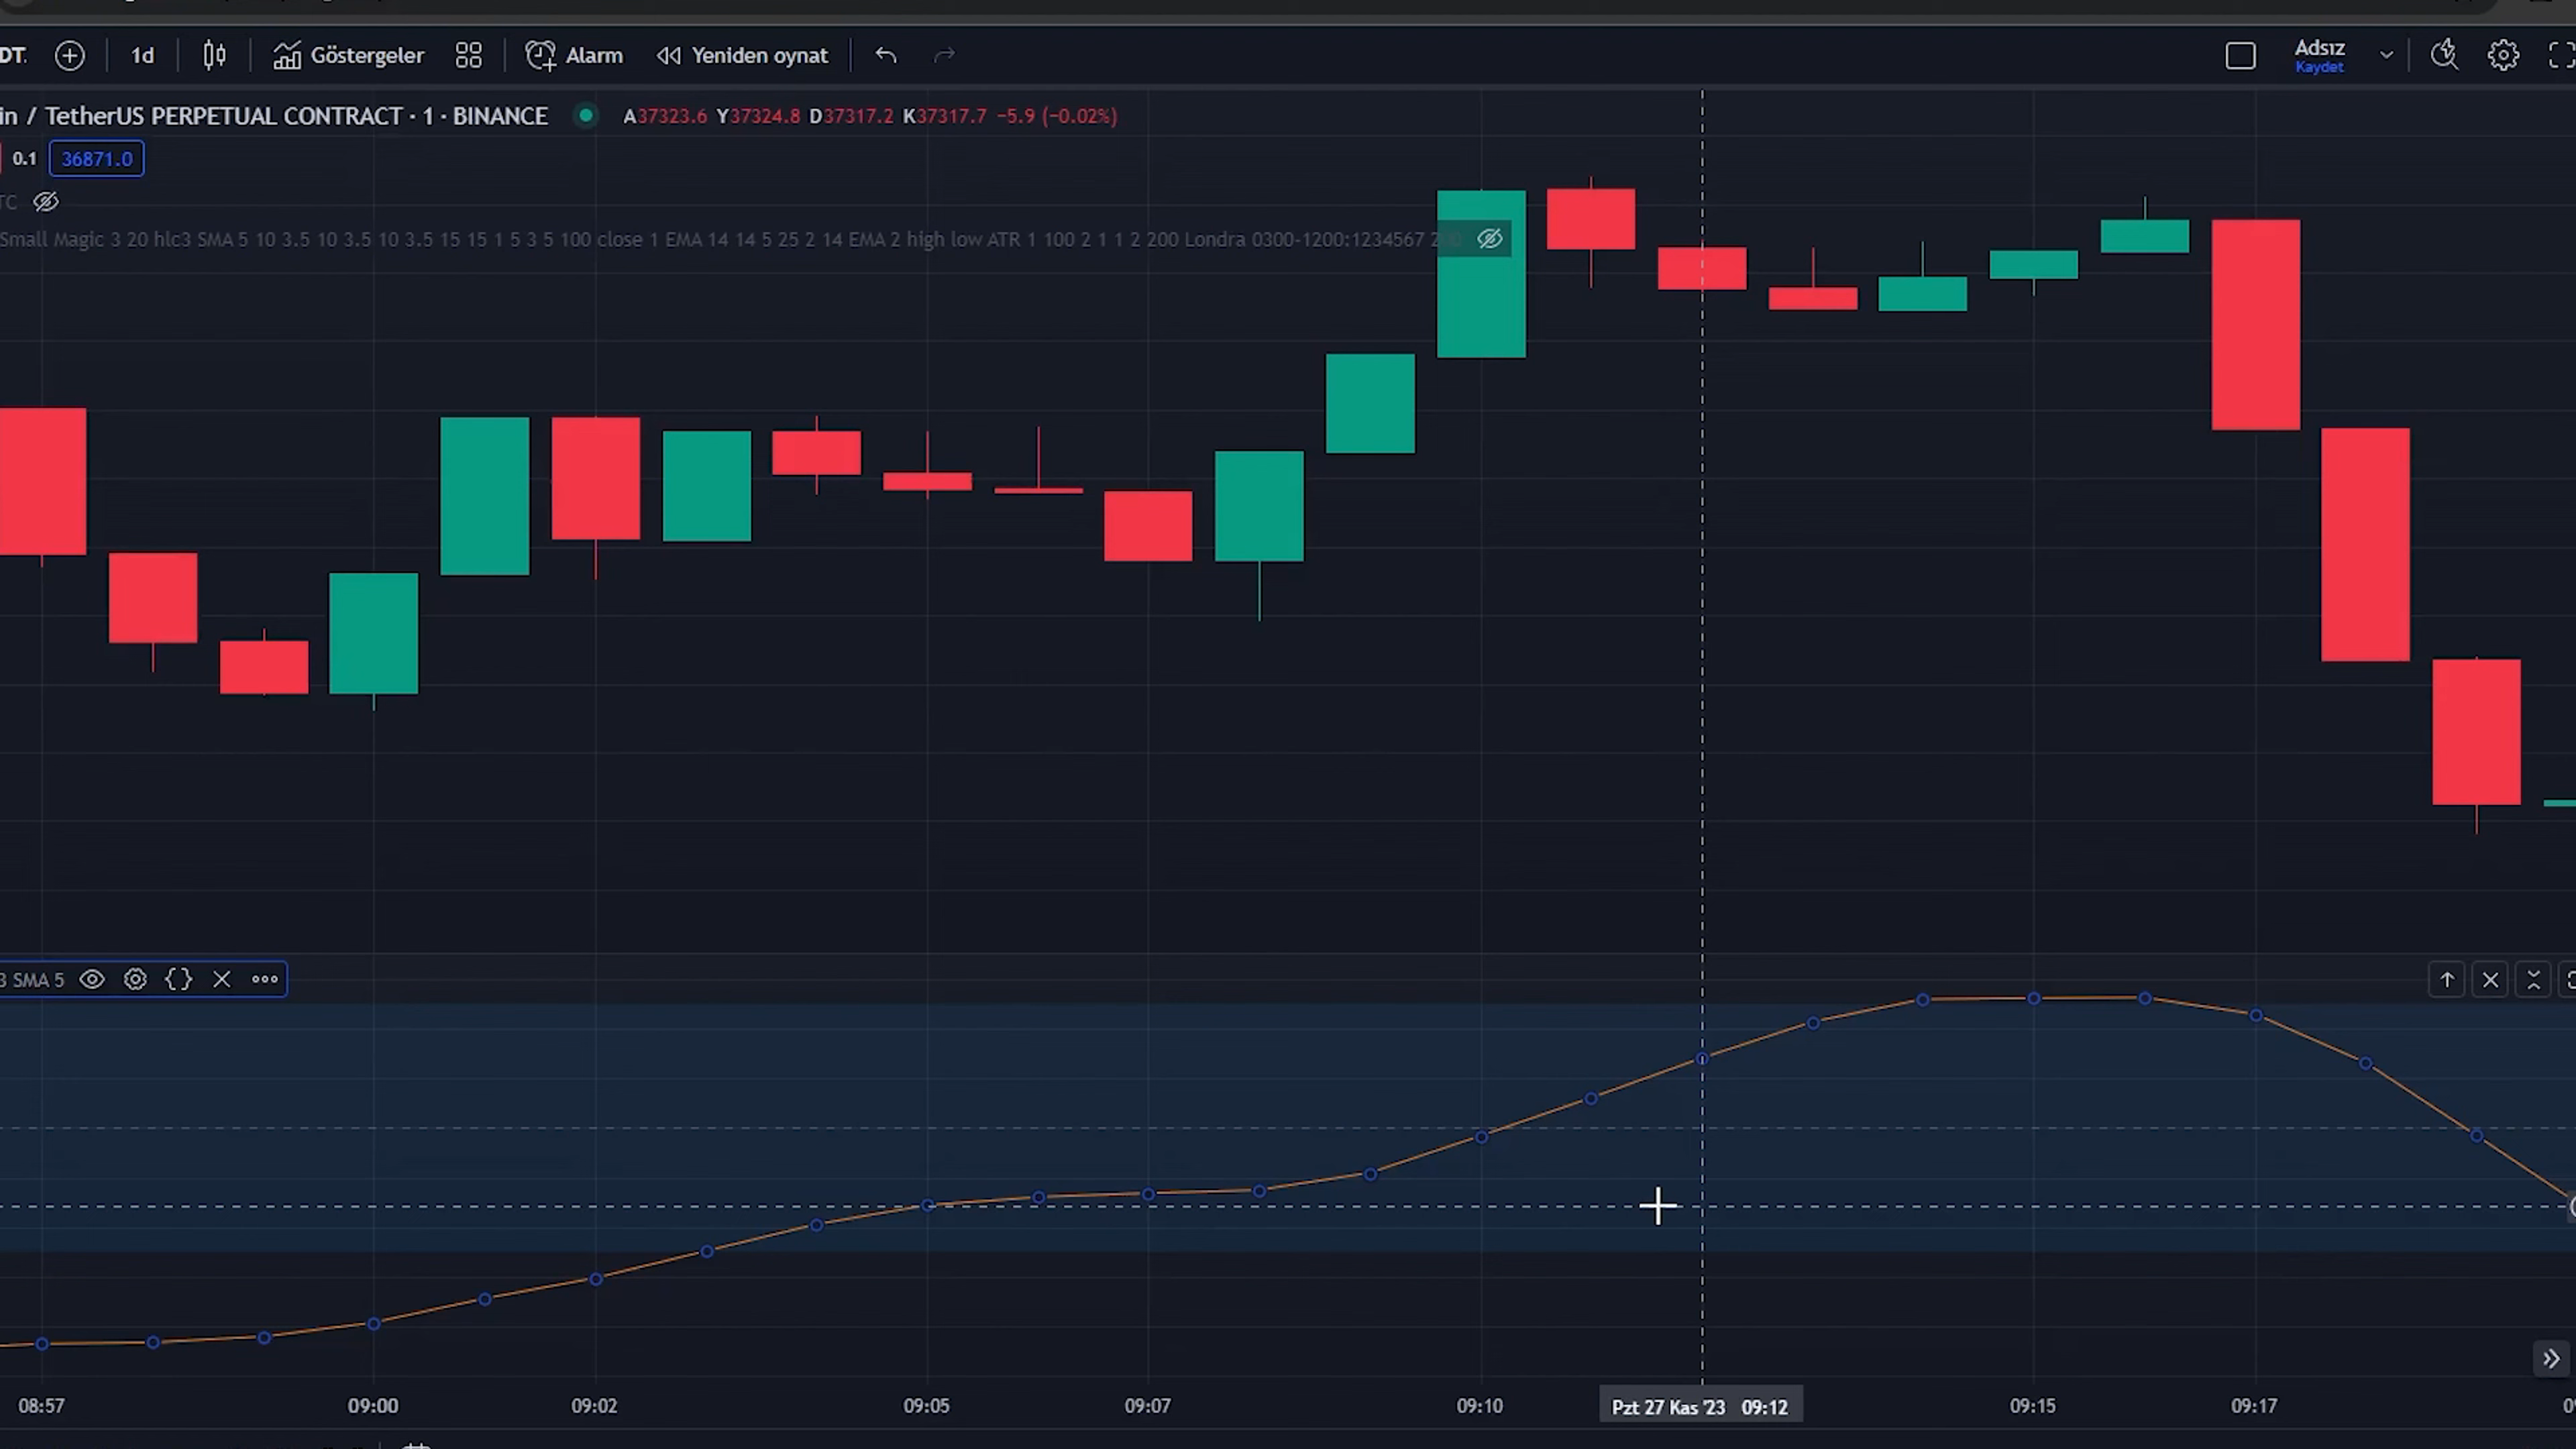 DT.
1d
Göstergeler
Alarm
Yeniden oynat
Adsız
Kaydet
in / TetherUS PERPETUAL CONTRACT · 1 · BINANCE
A37323.6 Y37324.8 D37317.2 K37317.7 −5.9 (−0.02%)
0.1 36871.0
TC
Small Magic 3 20 hlc3 SMA 5 10 3.5 10 3.5 10 3.5 15 15 1 5 3 5 100 close 1 EMA 14 14 5 25 2 14 EMA 2 high low ATR 1 100 2 1 1 2 200 Londra 0300-1200:1234567
3 SMA 5
08:57 09:00 09:02 09:05 09:07 09:10 Pzt 27 Kas '23 09:12 09:15 09:17